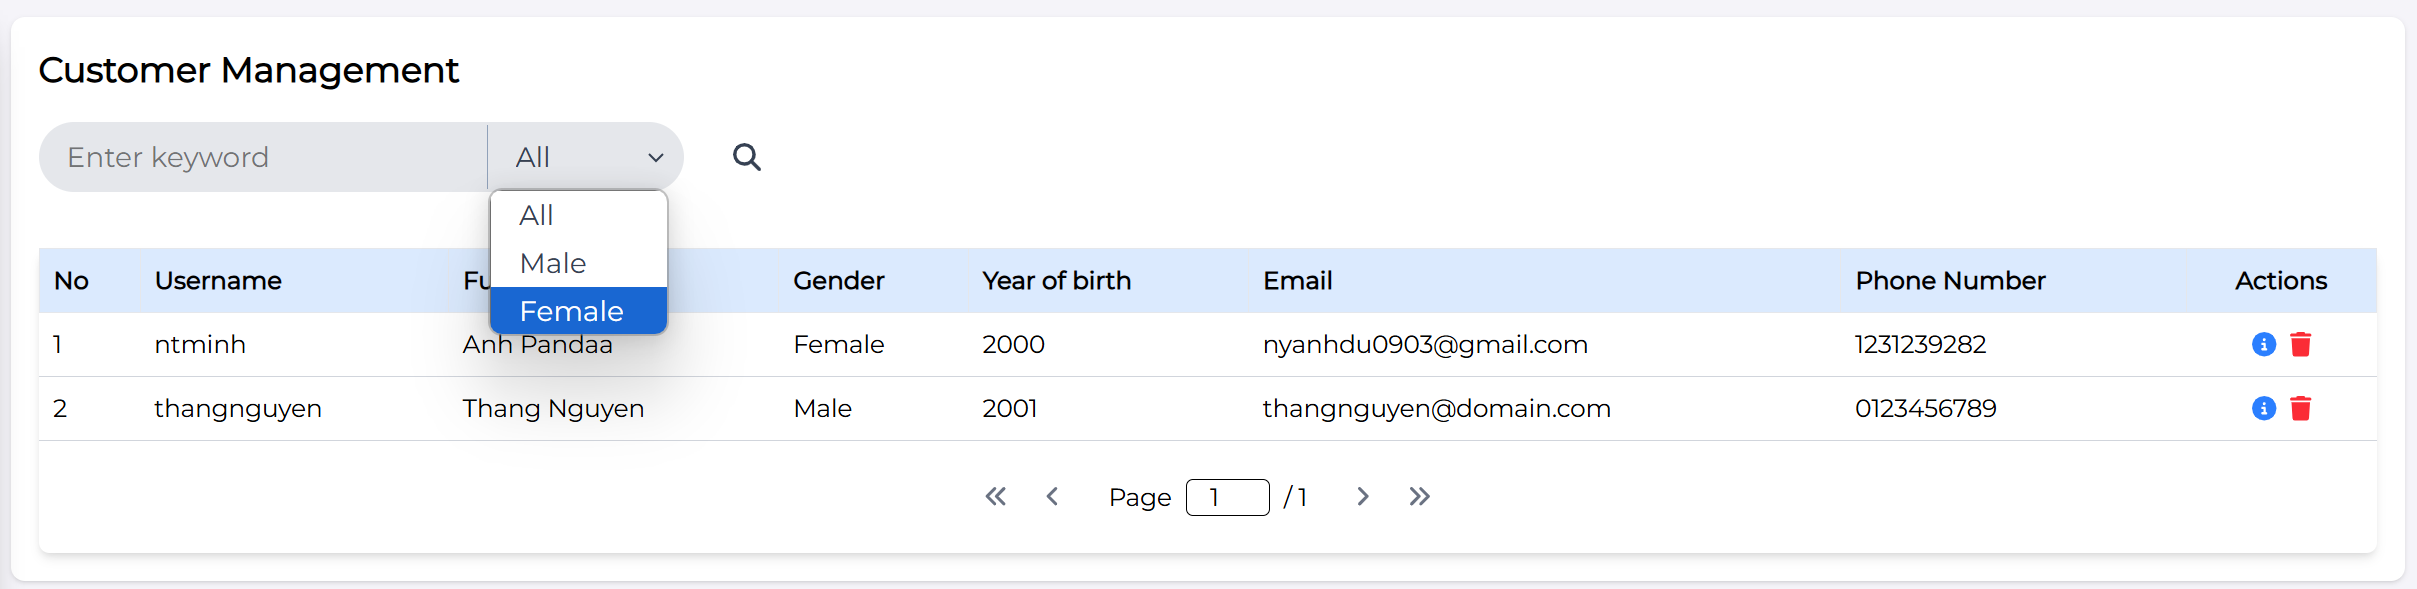 Customer Management
Enter keyword All
All
Male
Female
No Username Gender Year of birth Email Phone Number Actions
1 ntminh Anh Pandaa Female 2000 nyanhdu0903@gmail.com 1231239282
2 thangnguyen Thang Nguyen Male 2001 thangnguyen@domain.com 0123456789
Page 1 / 1